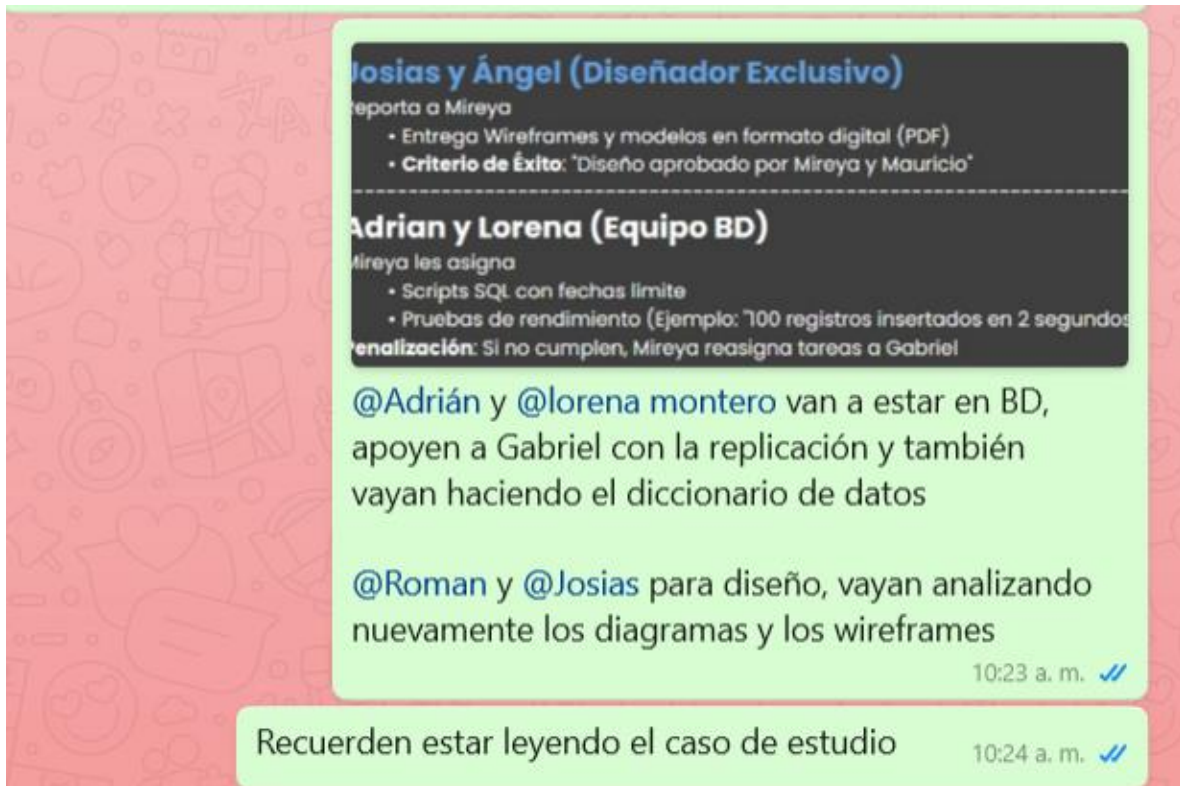 Josias y Ángel (Diseñador Exclusivo)
Reporta a Mireya
• Entrega Wireframes y modelos en formato digital (PDF)
• Criterio de Éxito: "Diseño aprobado por Mireya y Mauricio"
Adrian y Lorena (Equipo BD)
Mireya les asigna
• Scripts SQL con fechas limite
• Pruebas de rendimiento (Ejemplo: "100 registros insertados en 2 segundos
Penalización: Si no cumplen, Mireya reasigna tareas a Gabriel
@Adrián y @lorena montero van a estar en BD,
apoyen a Gabriel con la replicación y también
vayan haciendo el diccionario de datos
@Roman y @Josias para diseño, vayan analizando
nuevamente los diagramas y los wireframes
10:23 a. m.
Recuerden estar leyendo el caso de estudio
10:24 a. m.